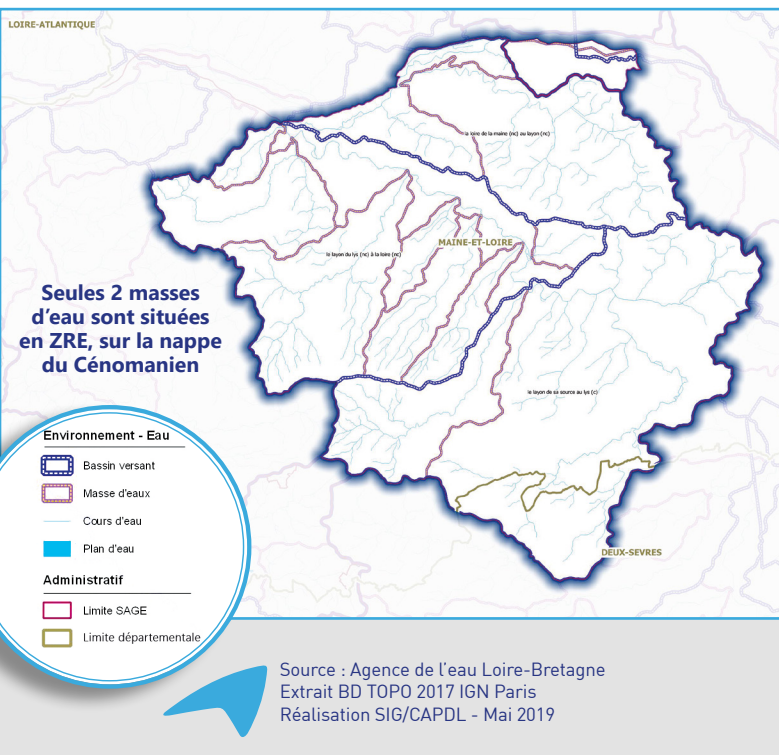 LOIRE-ATLANTIQUE
la loire de la maine (nc) au layon (nc)
MAINE-ET-LOIRE
le layon du lys (nc) à la loire (nc)
Seules 2 masses
d'eau sont situées
en ZRE, sur la nappe
du Cénomanien
le layon de sa source au lys (c)
DEUX-SEVRES
Environnement - Eau
Bassin versant
Masse d'eaux
Cours d'eau
Plan d'eau
Administratif
Limite SAGE
Limite départementale
Source : Agence de l'eau Loire-Bretagne
Extrait BD TOPO 2017 IGN Paris
Réalisation SIG/CAPDL - Mai 2019